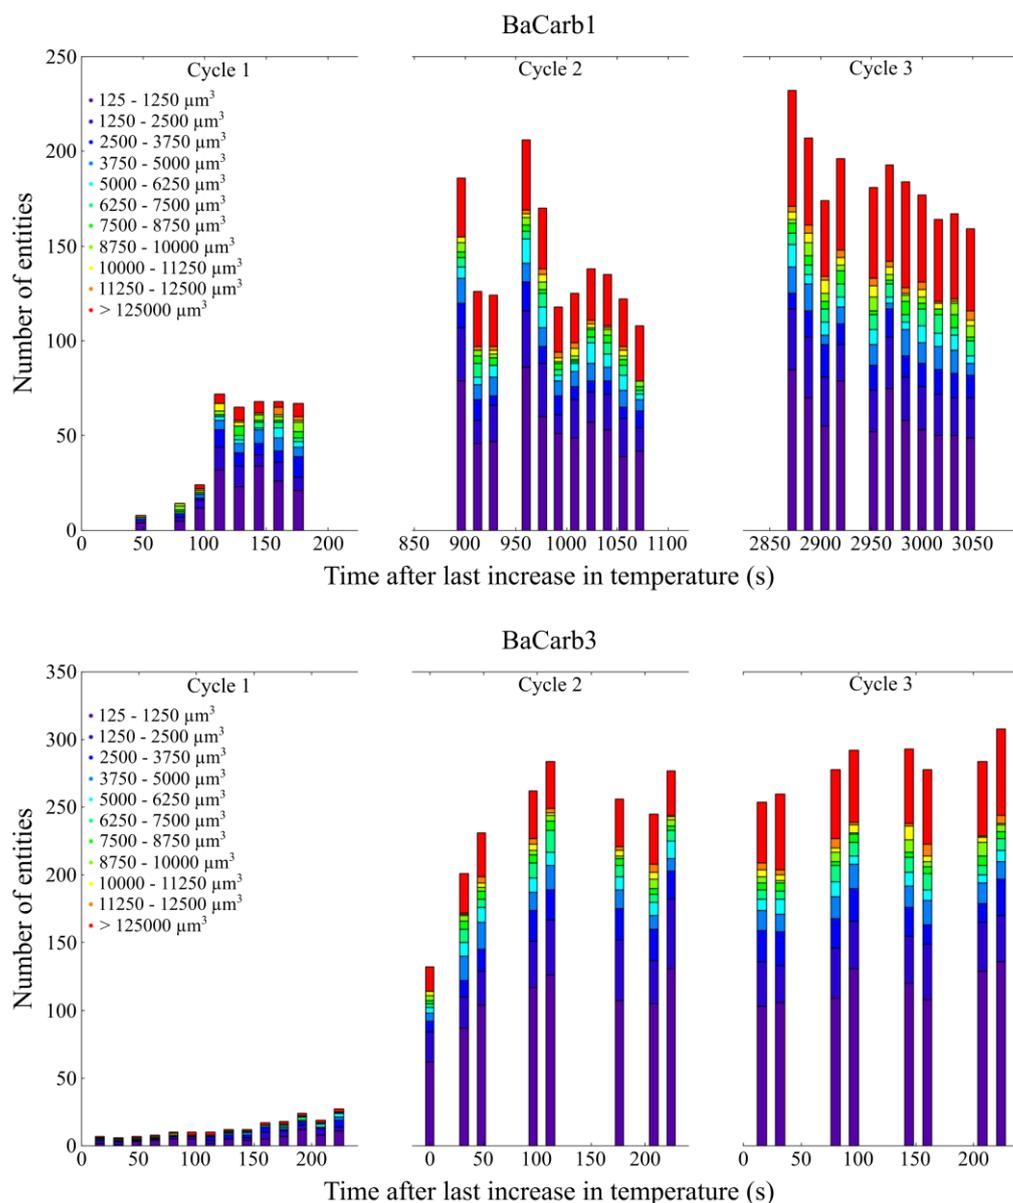 BaCarb1
250
Cycle 1
Cycle 2
Cycle 3
125 - 1250 µm³
1250 - 2500 µm³
2500 - 3750 µm³
3750 - 5000 µm³
5000 - 6250 µm³
6250 - 7500 µm³
7500 - 8750 µm³
8750 - 10000 µm³
10000 - 11250 µm³
11250 - 12500 µm³
> 125000 µm³
200
150
100
50
0
Number of entities
0 50 100 150 200
850 900 950 1000 1050 1100
2850 2900 2950 3000 3050
Time after last increase in temperature (s)
BaCarb3
350
Cycle 1
Cycle 2
Cycle 3
125 - 1250 µm³
1250 - 2500 µm³
2500 - 3750 µm³
3750 - 5000 µm³
5000 - 6250 µm³
6250 - 7500 µm³
7500 - 8750 µm³
8750 - 10000 µm³
10000 - 11250 µm³
11250 - 12500 µm³
> 125000 µm³
300
250
200
150
100
50
0
Number of entities
0 50 100 150 200
0 50 100 150 200
0 50 100 150 200
Time after last increase in temperature (s)